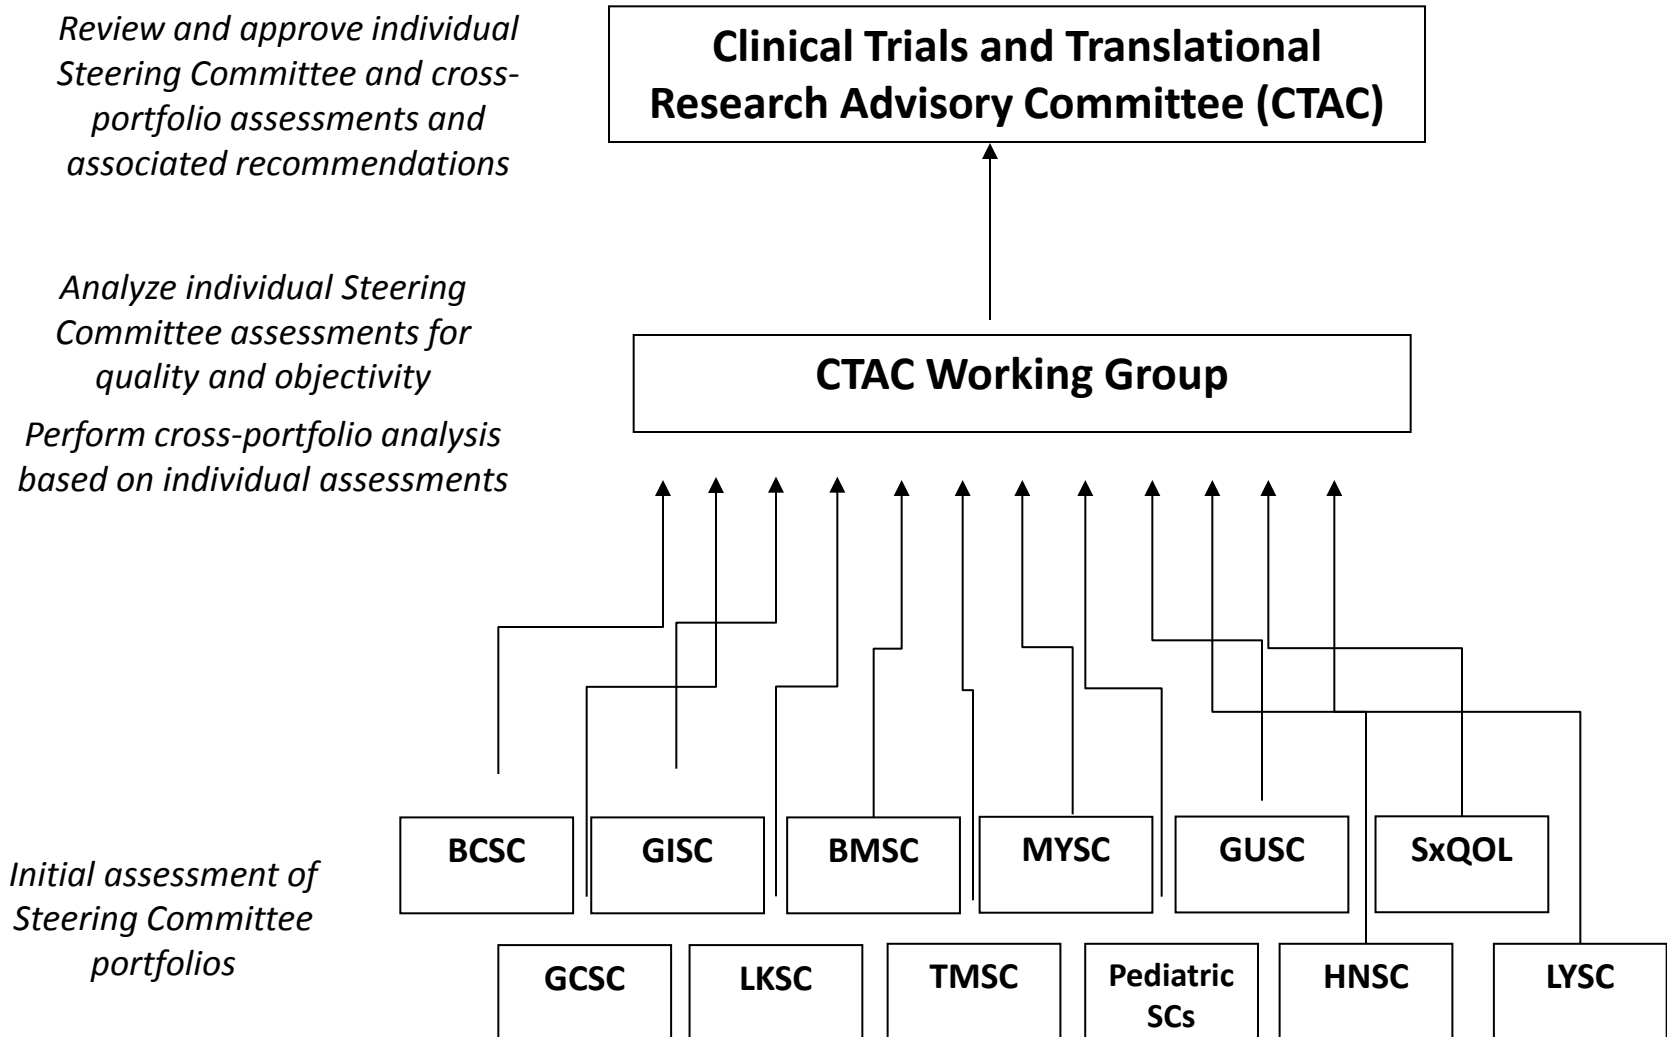 Review and approve individual
Steering Committee and cross-
portfolio assessments and
associated recommendations
Clinical Trials and Translational
Research Advisory Committee (CTAC)
Analyze individual Steering
Committee assessments for
quality and objectivity
Perform cross-portfolio analysis
based on individual assessments
CTAC Working Group
Initial assessment of
Steering Committee
portfolios
BCSC
GISC
BMSC
MYSC
GUSC
SxQOL
GCSC
LKSC
TMSC
Pediatric
SCs
HNSC
LYSC